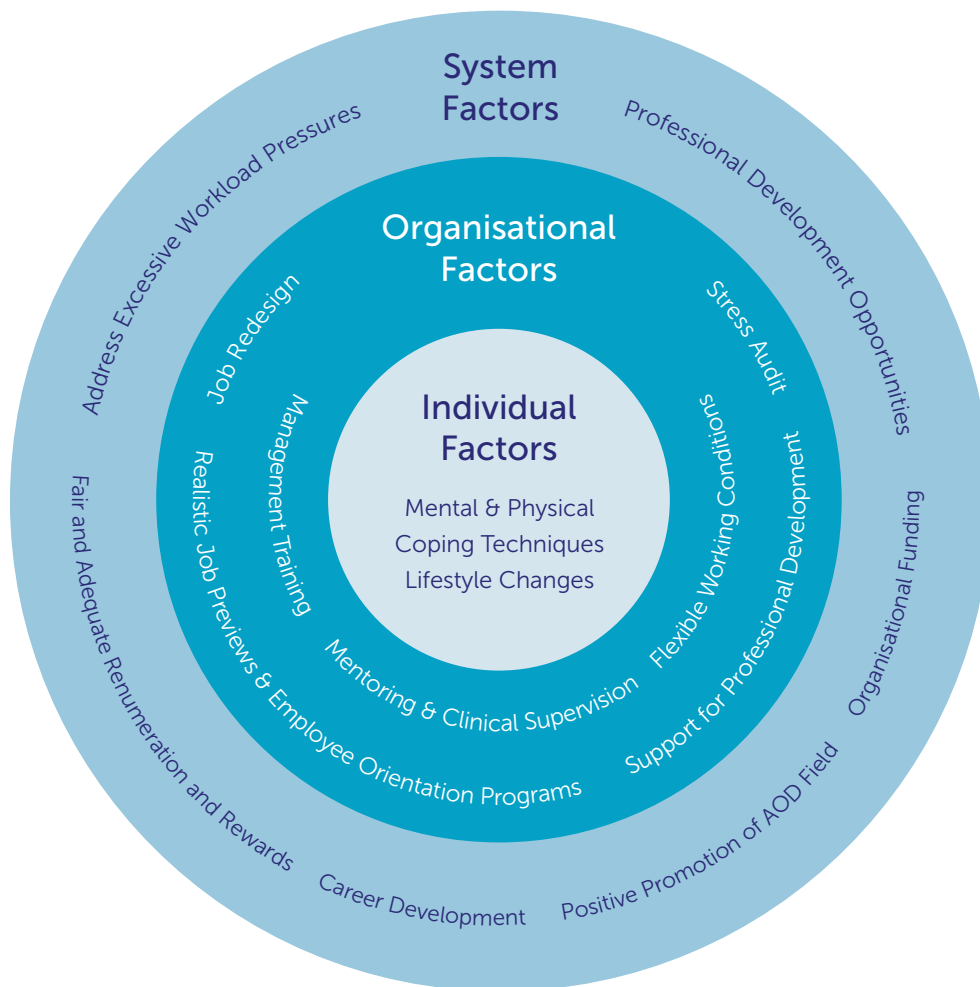 System
Factors
Address Excessive Workload Pressures
Professional Development Opportunities
Organisational Funding
Positive Promotion of AOD Field
Career Development
Fair and Adequate Renumeration and Rewards
Organisational
Factors
Job Redesign
Stress Audit
Management Training
Flexible Working Conditions
Realistic Job Previews & Employee Orientation Programs
Support for Professional Development
Mentoring & Clinical Supervision
Individual
Factors
Mental & Physical
Coping Techniques
Lifestyle Changes